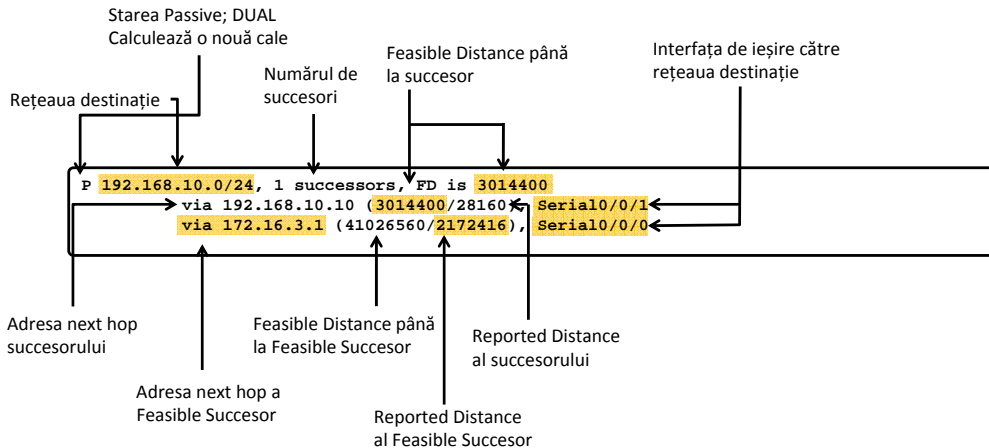 Starea Passive; DUAL
Calculează o nouă cale
Rețeaua destinație
Numărul de
succesori
Feasible Distance până
la succesor
Interfața de ieșire către
rețeaua destinație
P 192.168.10.0/24, 1 successors, FD is 3014400
via 192.168.10.10 (3014400/28160), Serial0/0/1
via 172.16.3.1 (41026560/2172416), Serial0/0/0
Adresa next hop
succesorului
Feasible Distance până
la Feasible Succesor
Reported Distance
al succesorului
Adresa next hop a
Feasible Succesor
Reported Distance
al Feasible Succesor